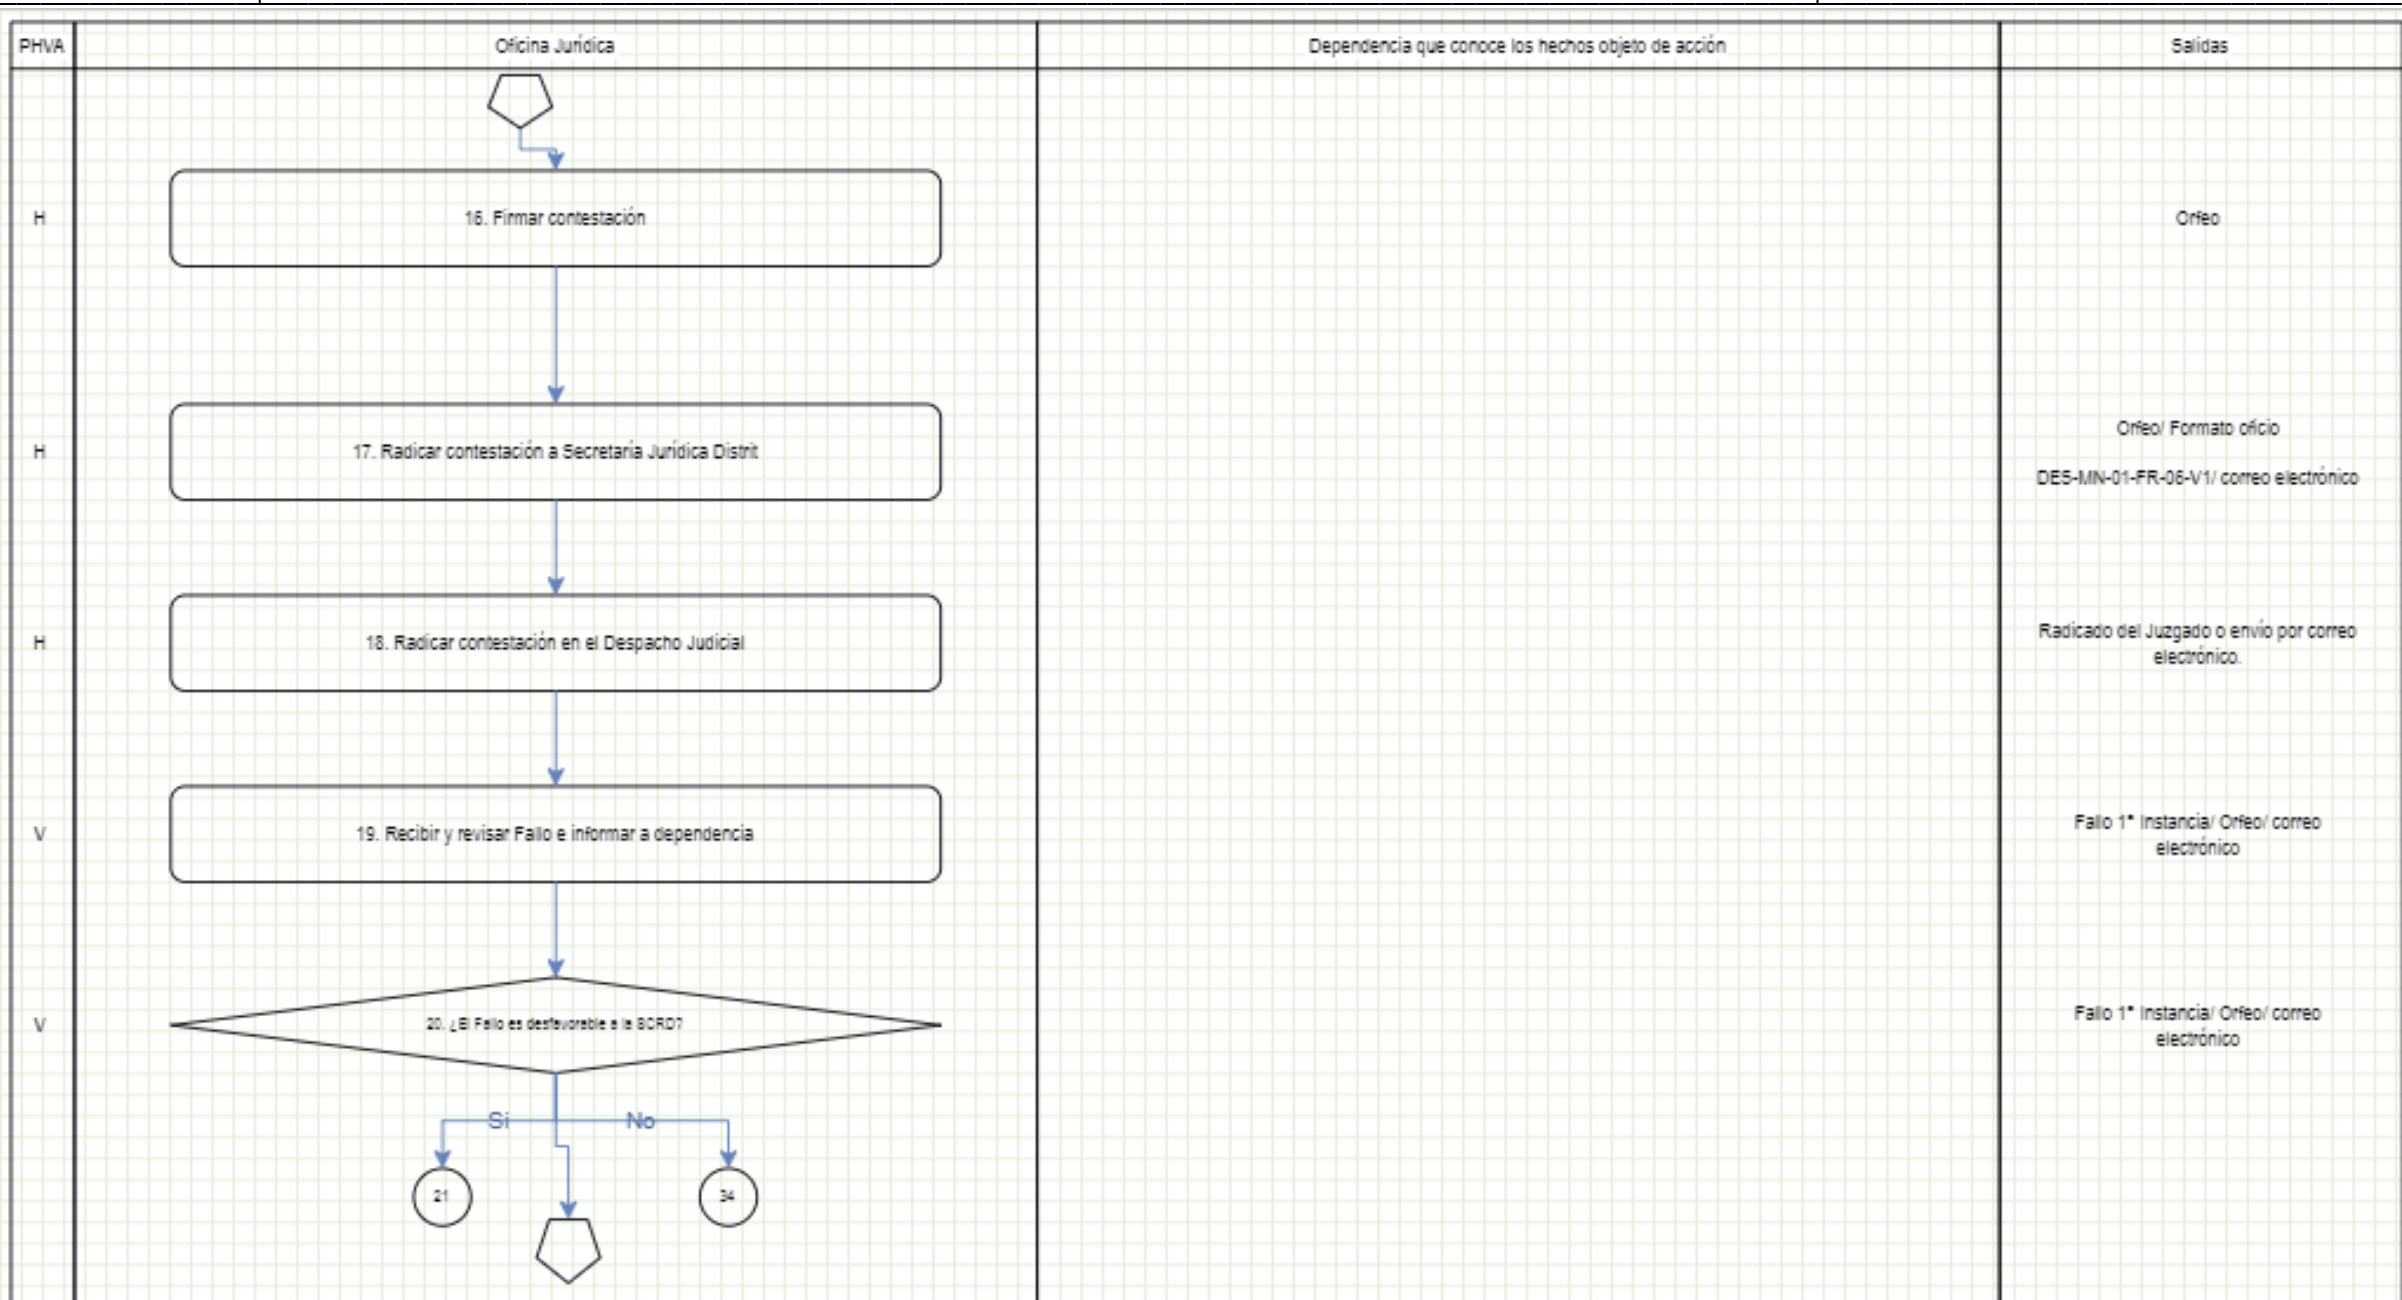 PHVA
Oficina Jurídica
Dependencia que conoce los hechos objeto de acción
Salidas
H
16. Firmar contestación
Orfeo
H
17. Radicar contestación a Secretaría Jurídica Distrit
Orfeo/ Formato oficio
DES-MN-01-FR-06-V1/ correo electrónico
H
18. Radicar contestación en el Despacho Judicial
Radicado del Juzgado o envío por correo
electrónico.
V
19. Recibir y revisar Fallo e informar a dependencia
Fallo 1ª Instancia/ Orfeo/ correo
electrónico
V
20. ¿El Fallo es desfavorable a la SCRD?
Fallo 1ª Instancia/ Orfeo/ correo
electrónico
Si
No
21
34